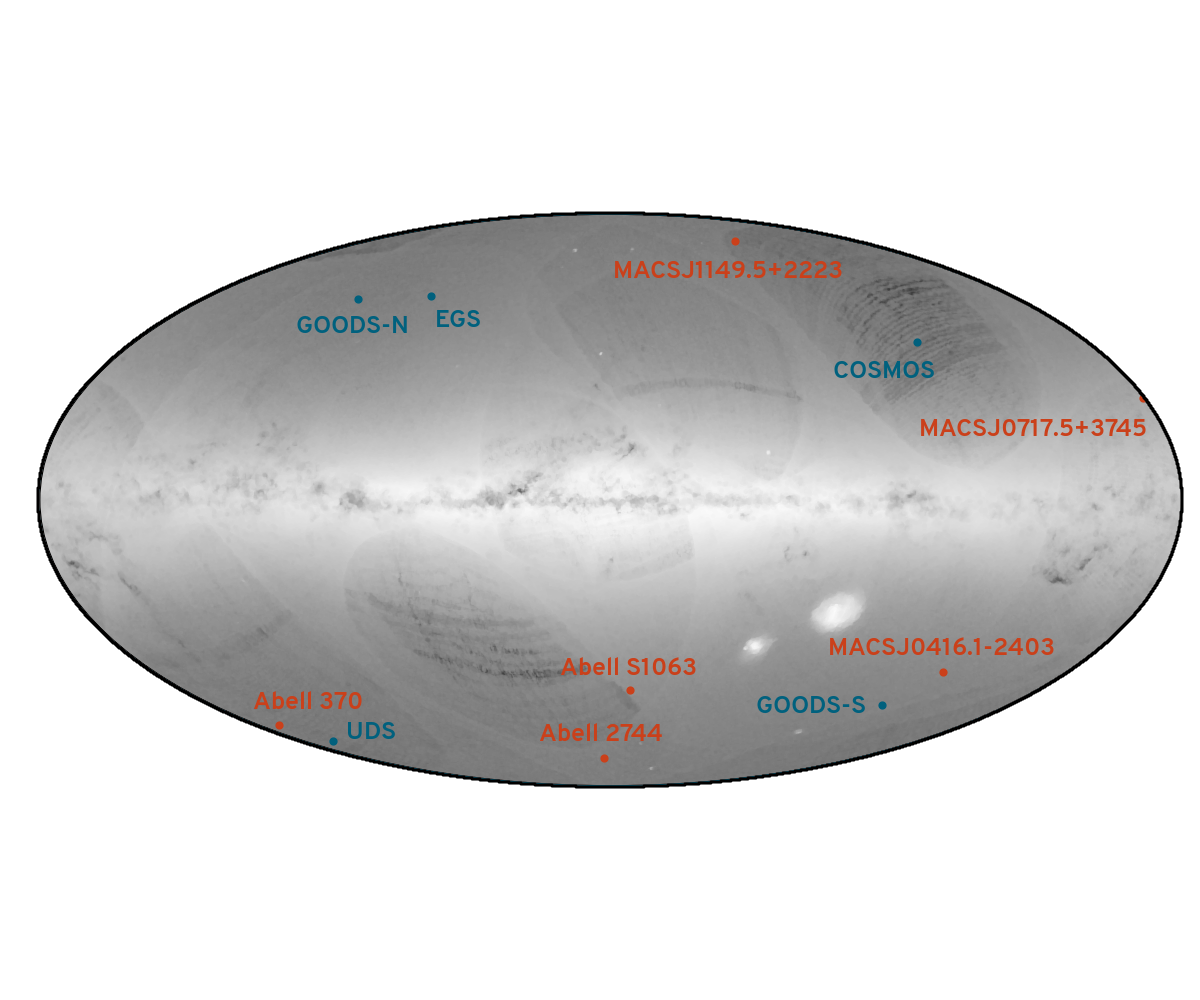 MACSJ1149.5+2223
GOODS-N
EGS
COSMOS
MACSJ0717.5+3745
MACSJ0416.1-2403
Abell S1063
Abell 370
GOODS-S
UDS
Abell 2744